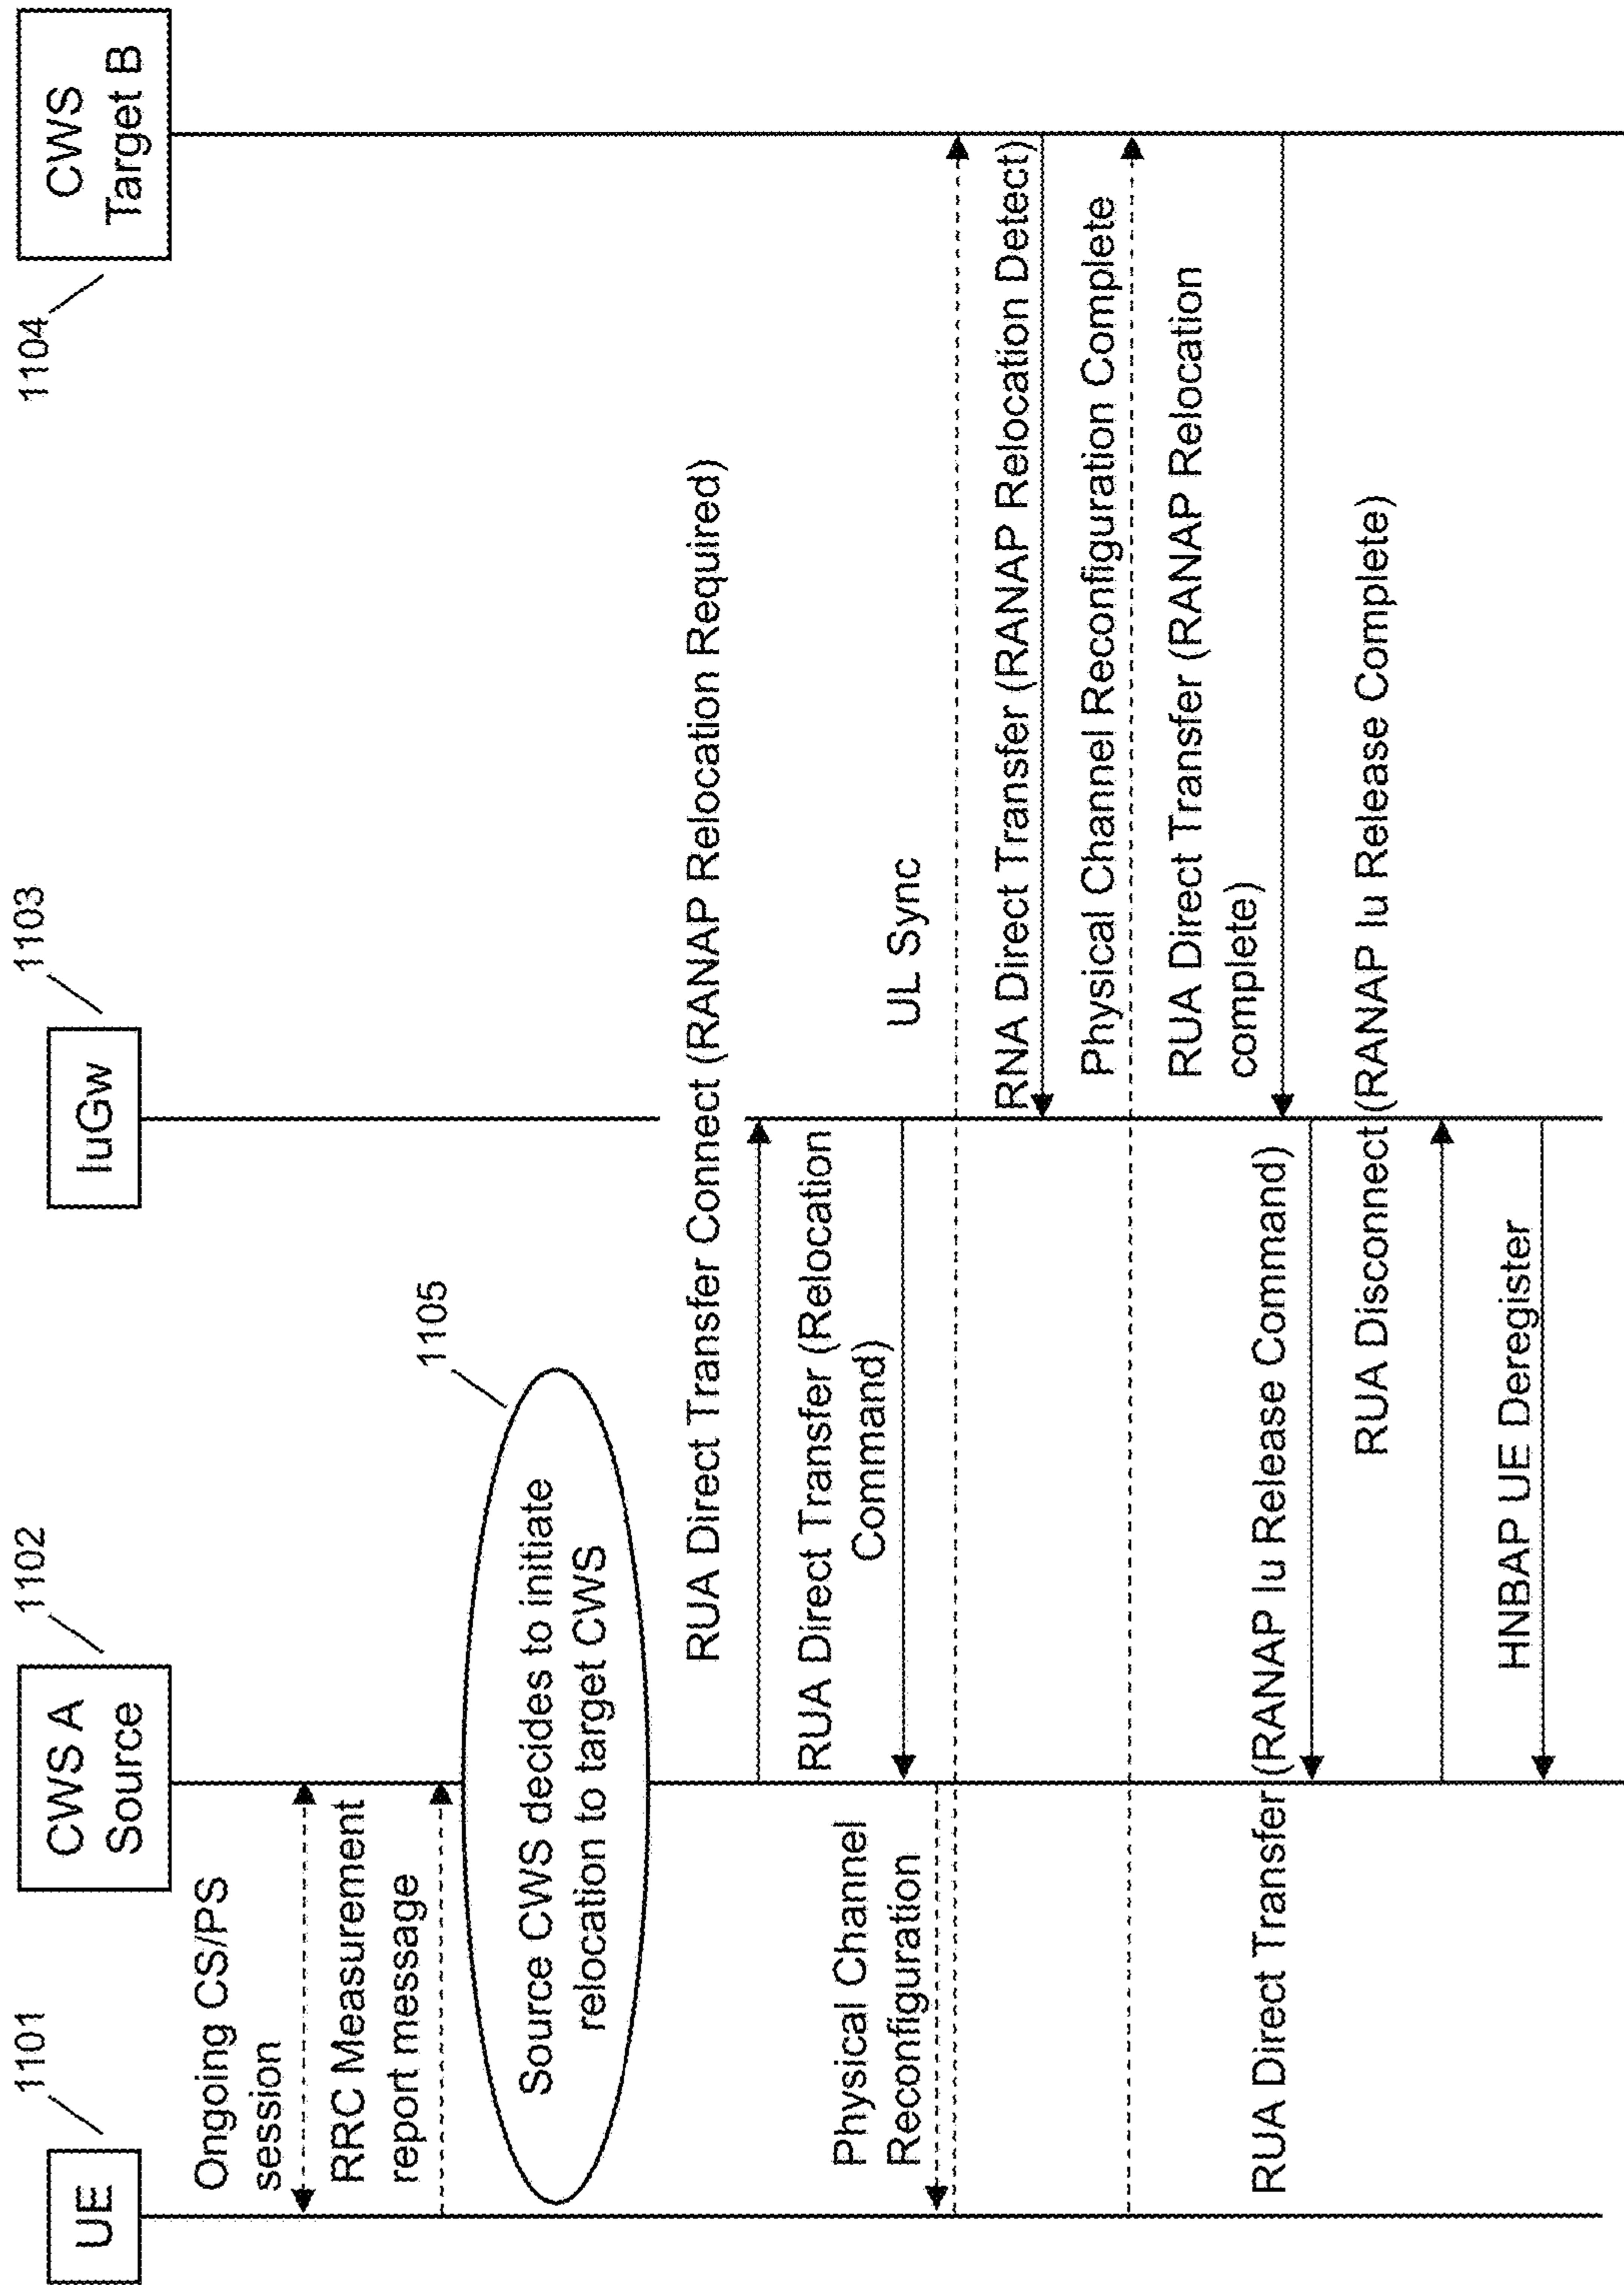 1101
1102
1103
1104
UE
CWS A
Source
IuGw
CWS
Target B
Ongoing CS/PS
session
RRC Measurement
report message
1105
Source CWS decides to initiate
relocation to target CWS
RUA Direct Transfer Connect (RANAP Relocation Required)
RUA Direct Transfer (Relocation
Command)
Physical Channel
Reconfiguration
UL Sync
RNA Direct Transfer (RANAP Relocation Detect)
Physical Channel Reconfiguration Complete
RUA Direct Transfer (RANAP Relocation
complete)
RUA Direct Transfer (RANAP Iu Release Command)
RUA Disconnect (RANAP Iu Release Complete)
HNBAP UE Deregister